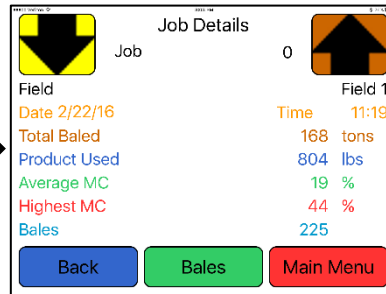 Job Details
Job 0
Field Field 1
Date 2/22/16 Time 11:19
Total Baled 168 tons
Product Used 804 lbs
Average MC 19 %
Highest MC 44 %
Bales 225
Back Bales Main Menu